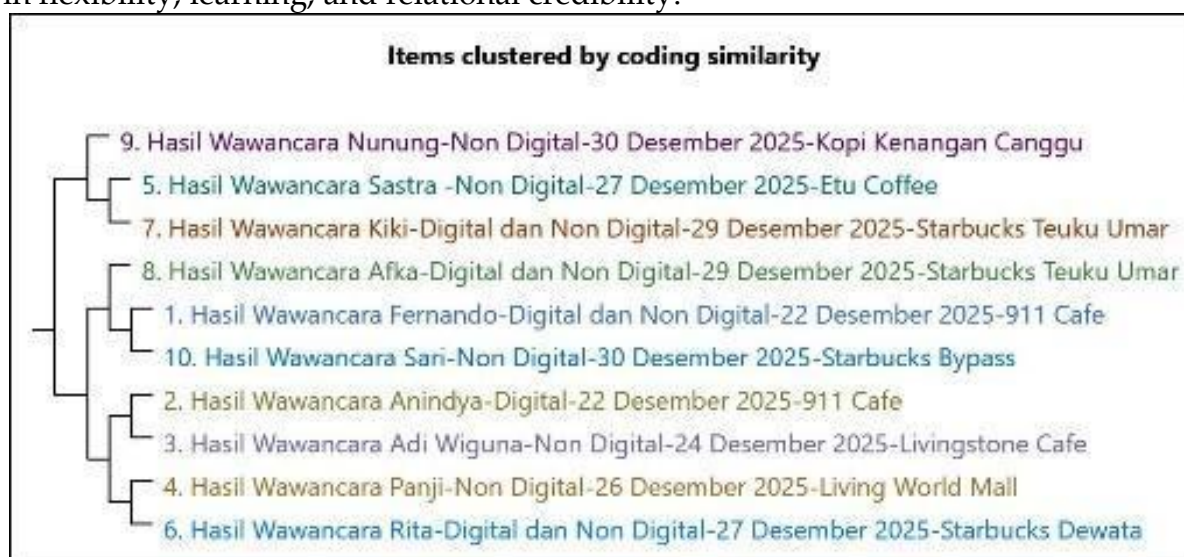 in flexibility, learning, and relational credibility.
Items clustered by coding similarity
9. Hasil Wawancara Nunung-Non Digital-30 Desember 2025-Kopi Kenangan Canggu
5. Hasil Wawancara Sastra -Non Digital-27 Desember 2025-Etu Coffee
7. Hasil Wawancara Kiki-Digital dan Non Digital-29 Desember 2025-Starbucks Teuku Umar
8. Hasil Wawancara Afka-Digital dan Non Digital-29 Desember 2025-Starbucks Teuku Umar
1. Hasil Wawancara Fernando-Digital dan Non Digital-22 Desember 2025-911 Cafe
10. Hasil Wawancara Sari-Non Digital-30 Desember 2025-Starbucks Bypass
2. Hasil Wawancara Anindya-Digital-22 Desember 2025-911 Cafe
3. Hasil Wawancara Adi Wiguna-Non Digital-24 Desember 2025-Livingstone Cafe
4. Hasil Wawancara Panji-Non Digital-26 Desember 2025-Living World Mall
6. Hasil Wawancara Rita-Digital dan Non Digital-27 Desember 2025-Starbucks Dewata